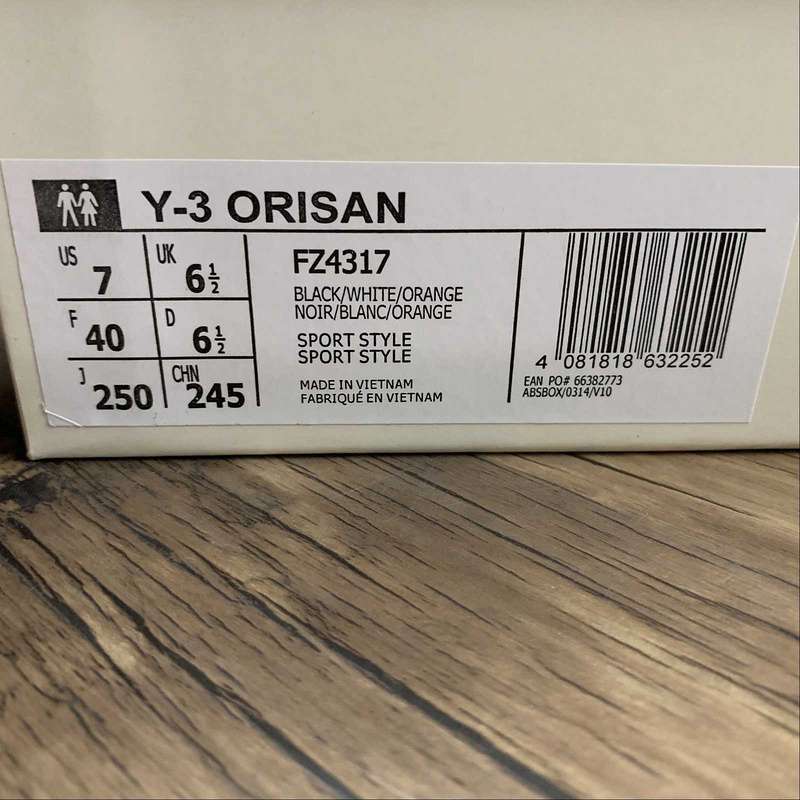 Y-3 ORISAN
US 7 UK 6½
F 40 D 6½
J 250 CHN 245
FZ4317
BLACK/WHITE/ORANGE
NOIR/BLANC/ORANGE
SPORT STYLE
SPORT STYLE
MADE IN VIETNAM
FABRIQUÉ EN VIETNAM
4 081818 632252
EAN PO# 66382773
ABSBOX/0314/V10